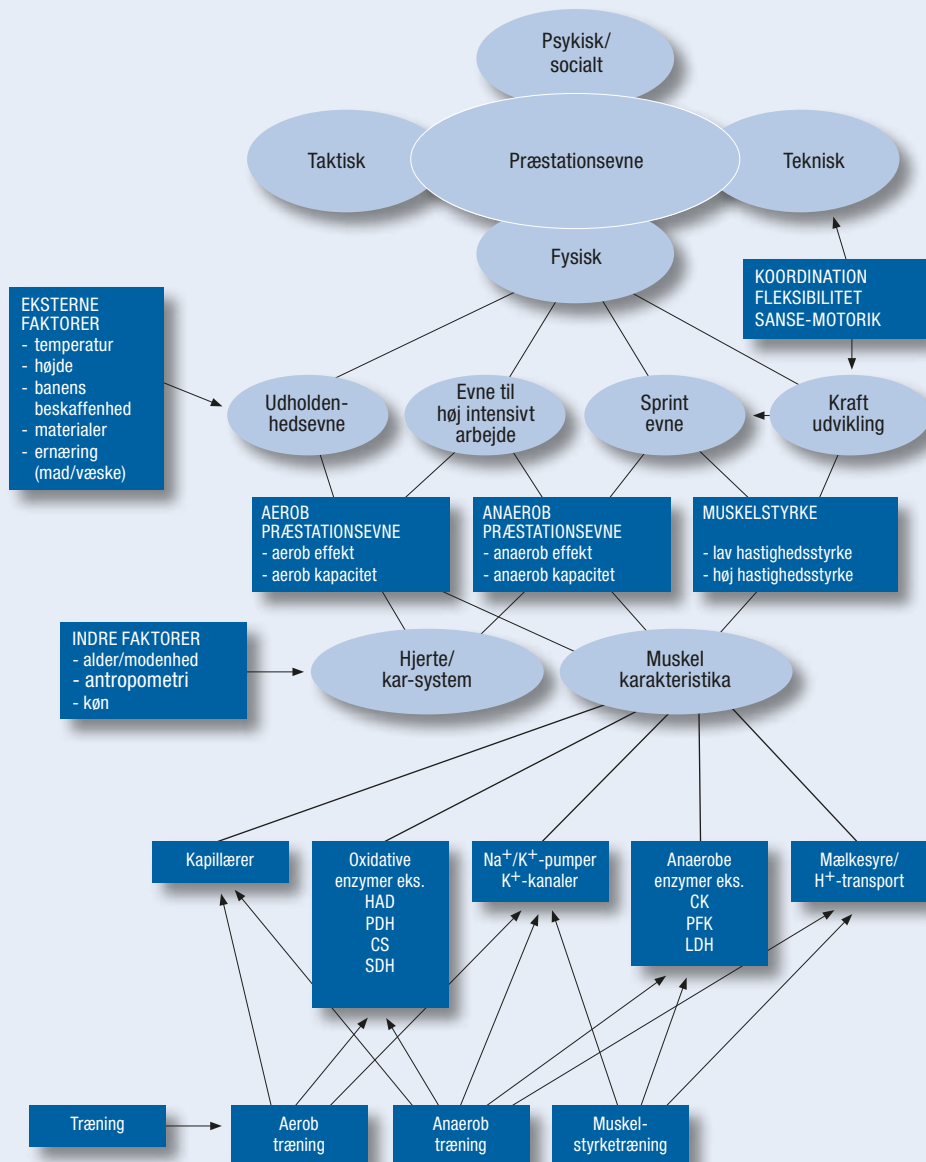 Psykisk/
socialt
Taktisk
Præstationsevne
Teknisk
Fysisk
KOORDINATION
FLEKSIBILITET
SANSE-MOTORIK
EKSTERNE
FAKTORER
- temperatur
- højde
- banens
beskaffenhed
- materialer
- ernæring
(mad/væske)
Udholden-
hedsevne
Evne til
høj intensivt
arbejde
Sprint
evne
Kraft
udvikling
AEROB
PRÆSTATIONSEVNE
- aerob effekt
- aerob kapacitet
ANAEROB
PRÆSTATIONSEVNE
- anaerob effekt
- anaerob kapacitet
MUSKELSTYRKE
- lav hastighedsstyrke
- høj hastighedsstyrke
INDRE FAKTORER
- alder/modenhed
- antropometri
- køn
Hjerte/
kar-system
Muskel
karakteristika
Kapillærer
Oxidative
enzymer eks.
HAD
PDH
CS
SDH
Na⁺/K⁺-pumper
K⁺-kanaler
Anaerobe
enzymer eks.
CK
PFK
LDH
Mælkesyre/
H⁺-transport
Træning
Aerob
træning
Anaerob
træning
Muskel-
styrketræning